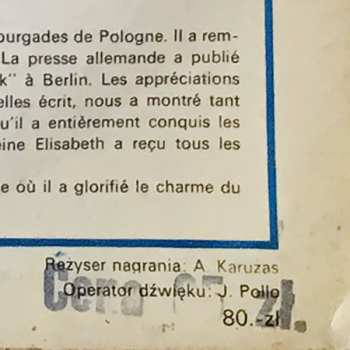 ourgades de Pologne. Il a rem-
La presse allemande a publié
k" à Berlin. Les appréciations
elles écrit, nous a montré tant
u'il a entièrement conquis les
eine Elisabeth a reçu tous les
e où il a glorifié le charme du
Reżyser nagrania: A. Karuzas
Operator dźwięku: J. Pollo
Cena zł.
80.-zł